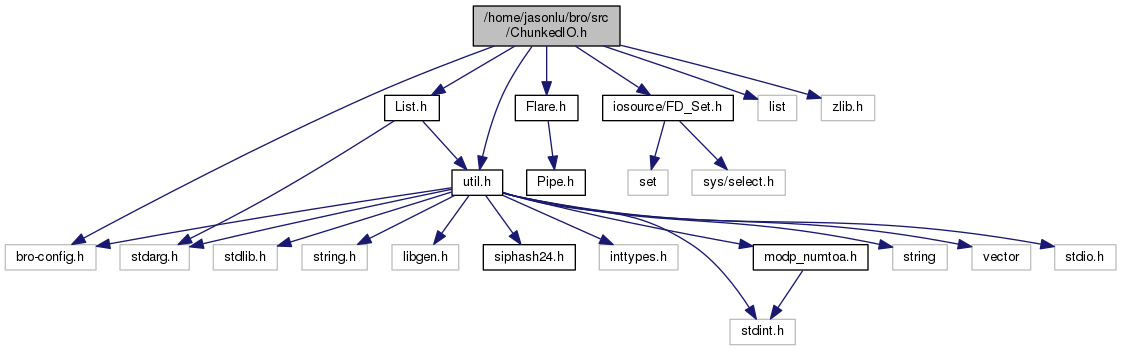 /home/jasonlu/bro/src
/ChunkedIO.h
List.h
Flare.h
iosource/FD_Set.h
list
zlib.h
util.h
Pipe.h
set
sys/select.h
bro-config.h
stdarg.h
stdlib.h
string.h
libgen.h
siphash24.h
inttypes.h
modp_numtoa.h
string
vector
stdio.h
stdint.h